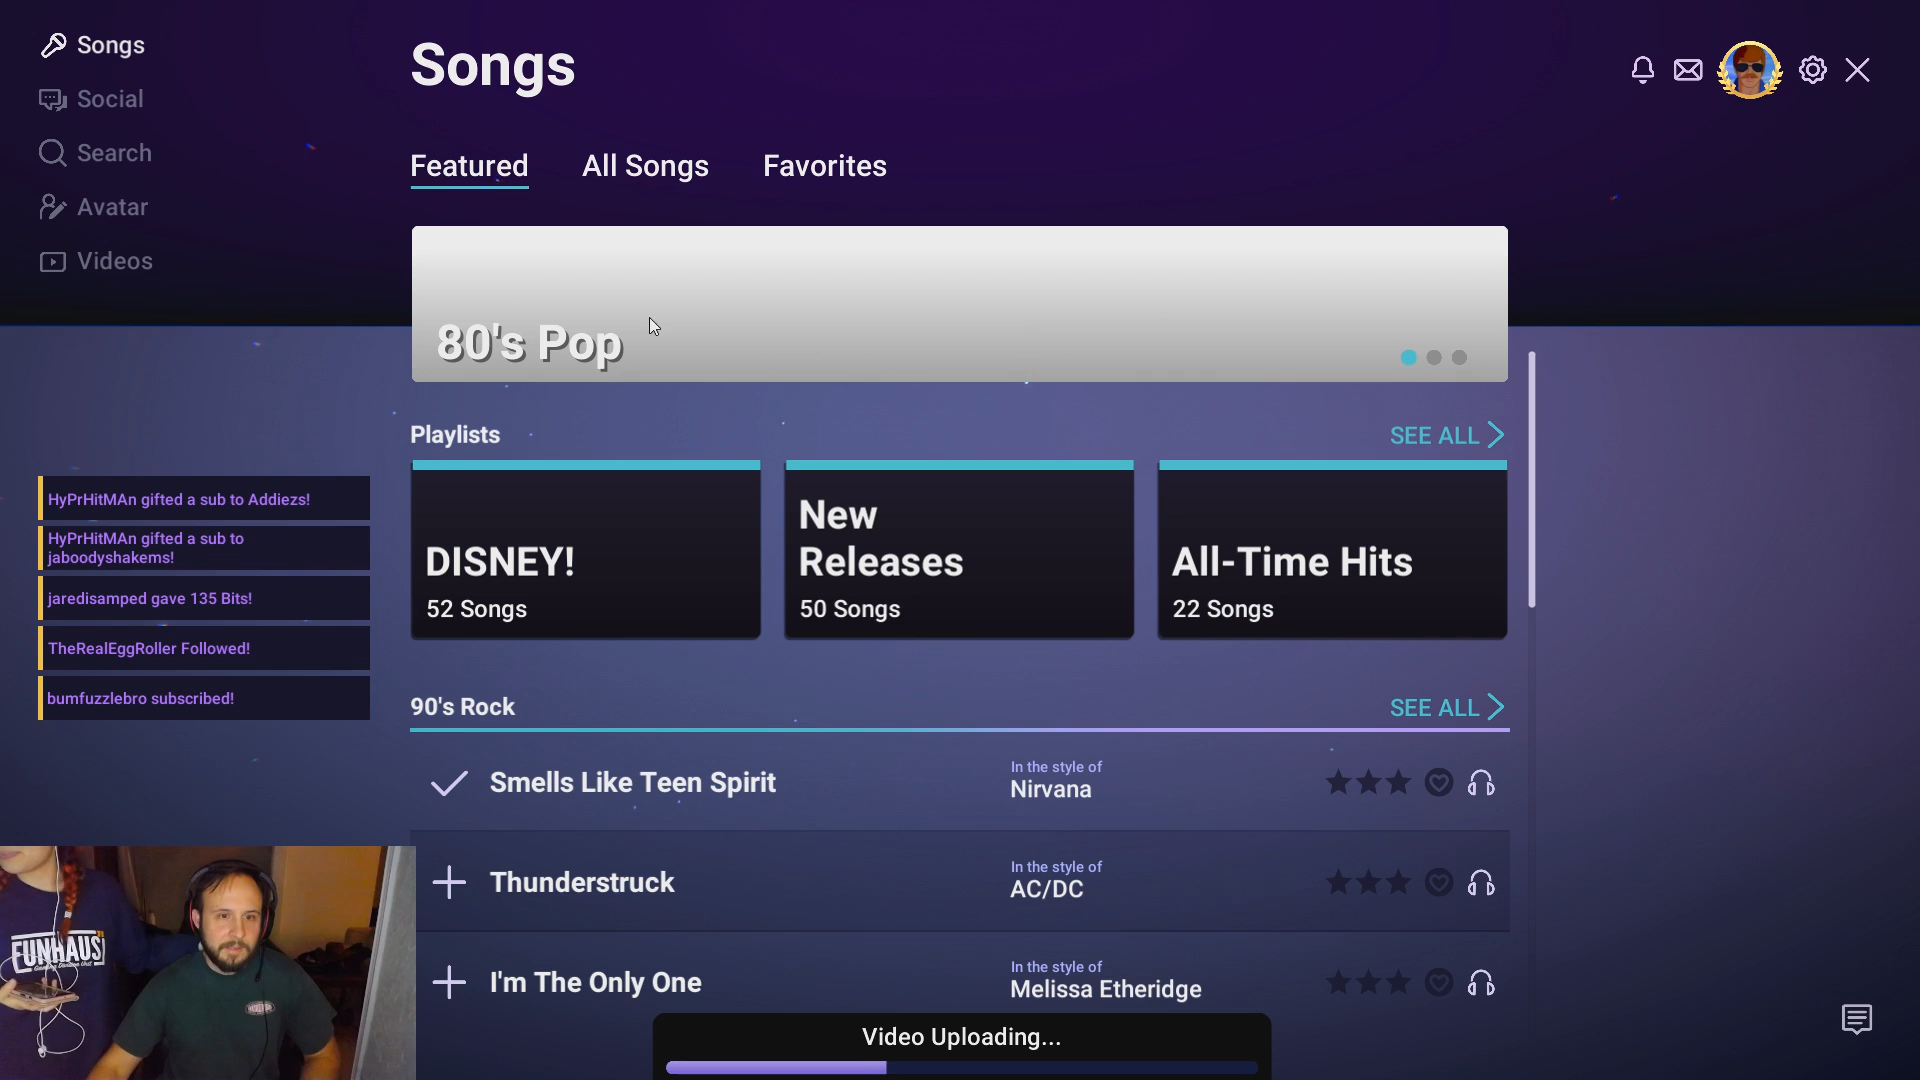 Songs
Social
Search
Avatar
Videos
Songs
Featured
All Songs
Favorites
80's Pop
Playlists
SEE ALL
DISNEY!
52 Songs
New
Releases
50 Songs
All-Time Hits
22 Songs
HyPrHitMAn gifted a sub to Addiezs!
HyPrHitMAn gifted a sub to
jaboodyshakems!
jaredisamped gave 135 Bits!
TheRealEggRoller Followed!
bumfuzzlebro subscribed!
90's Rock
SEE ALL
Smells Like Teen Spirit
In the style of
Nirvana
Thunderstruck
In the style of
AC/DC
I'm The Only One
In the style of
Melissa Etheridge
FUNHAUS
Video Uploading...